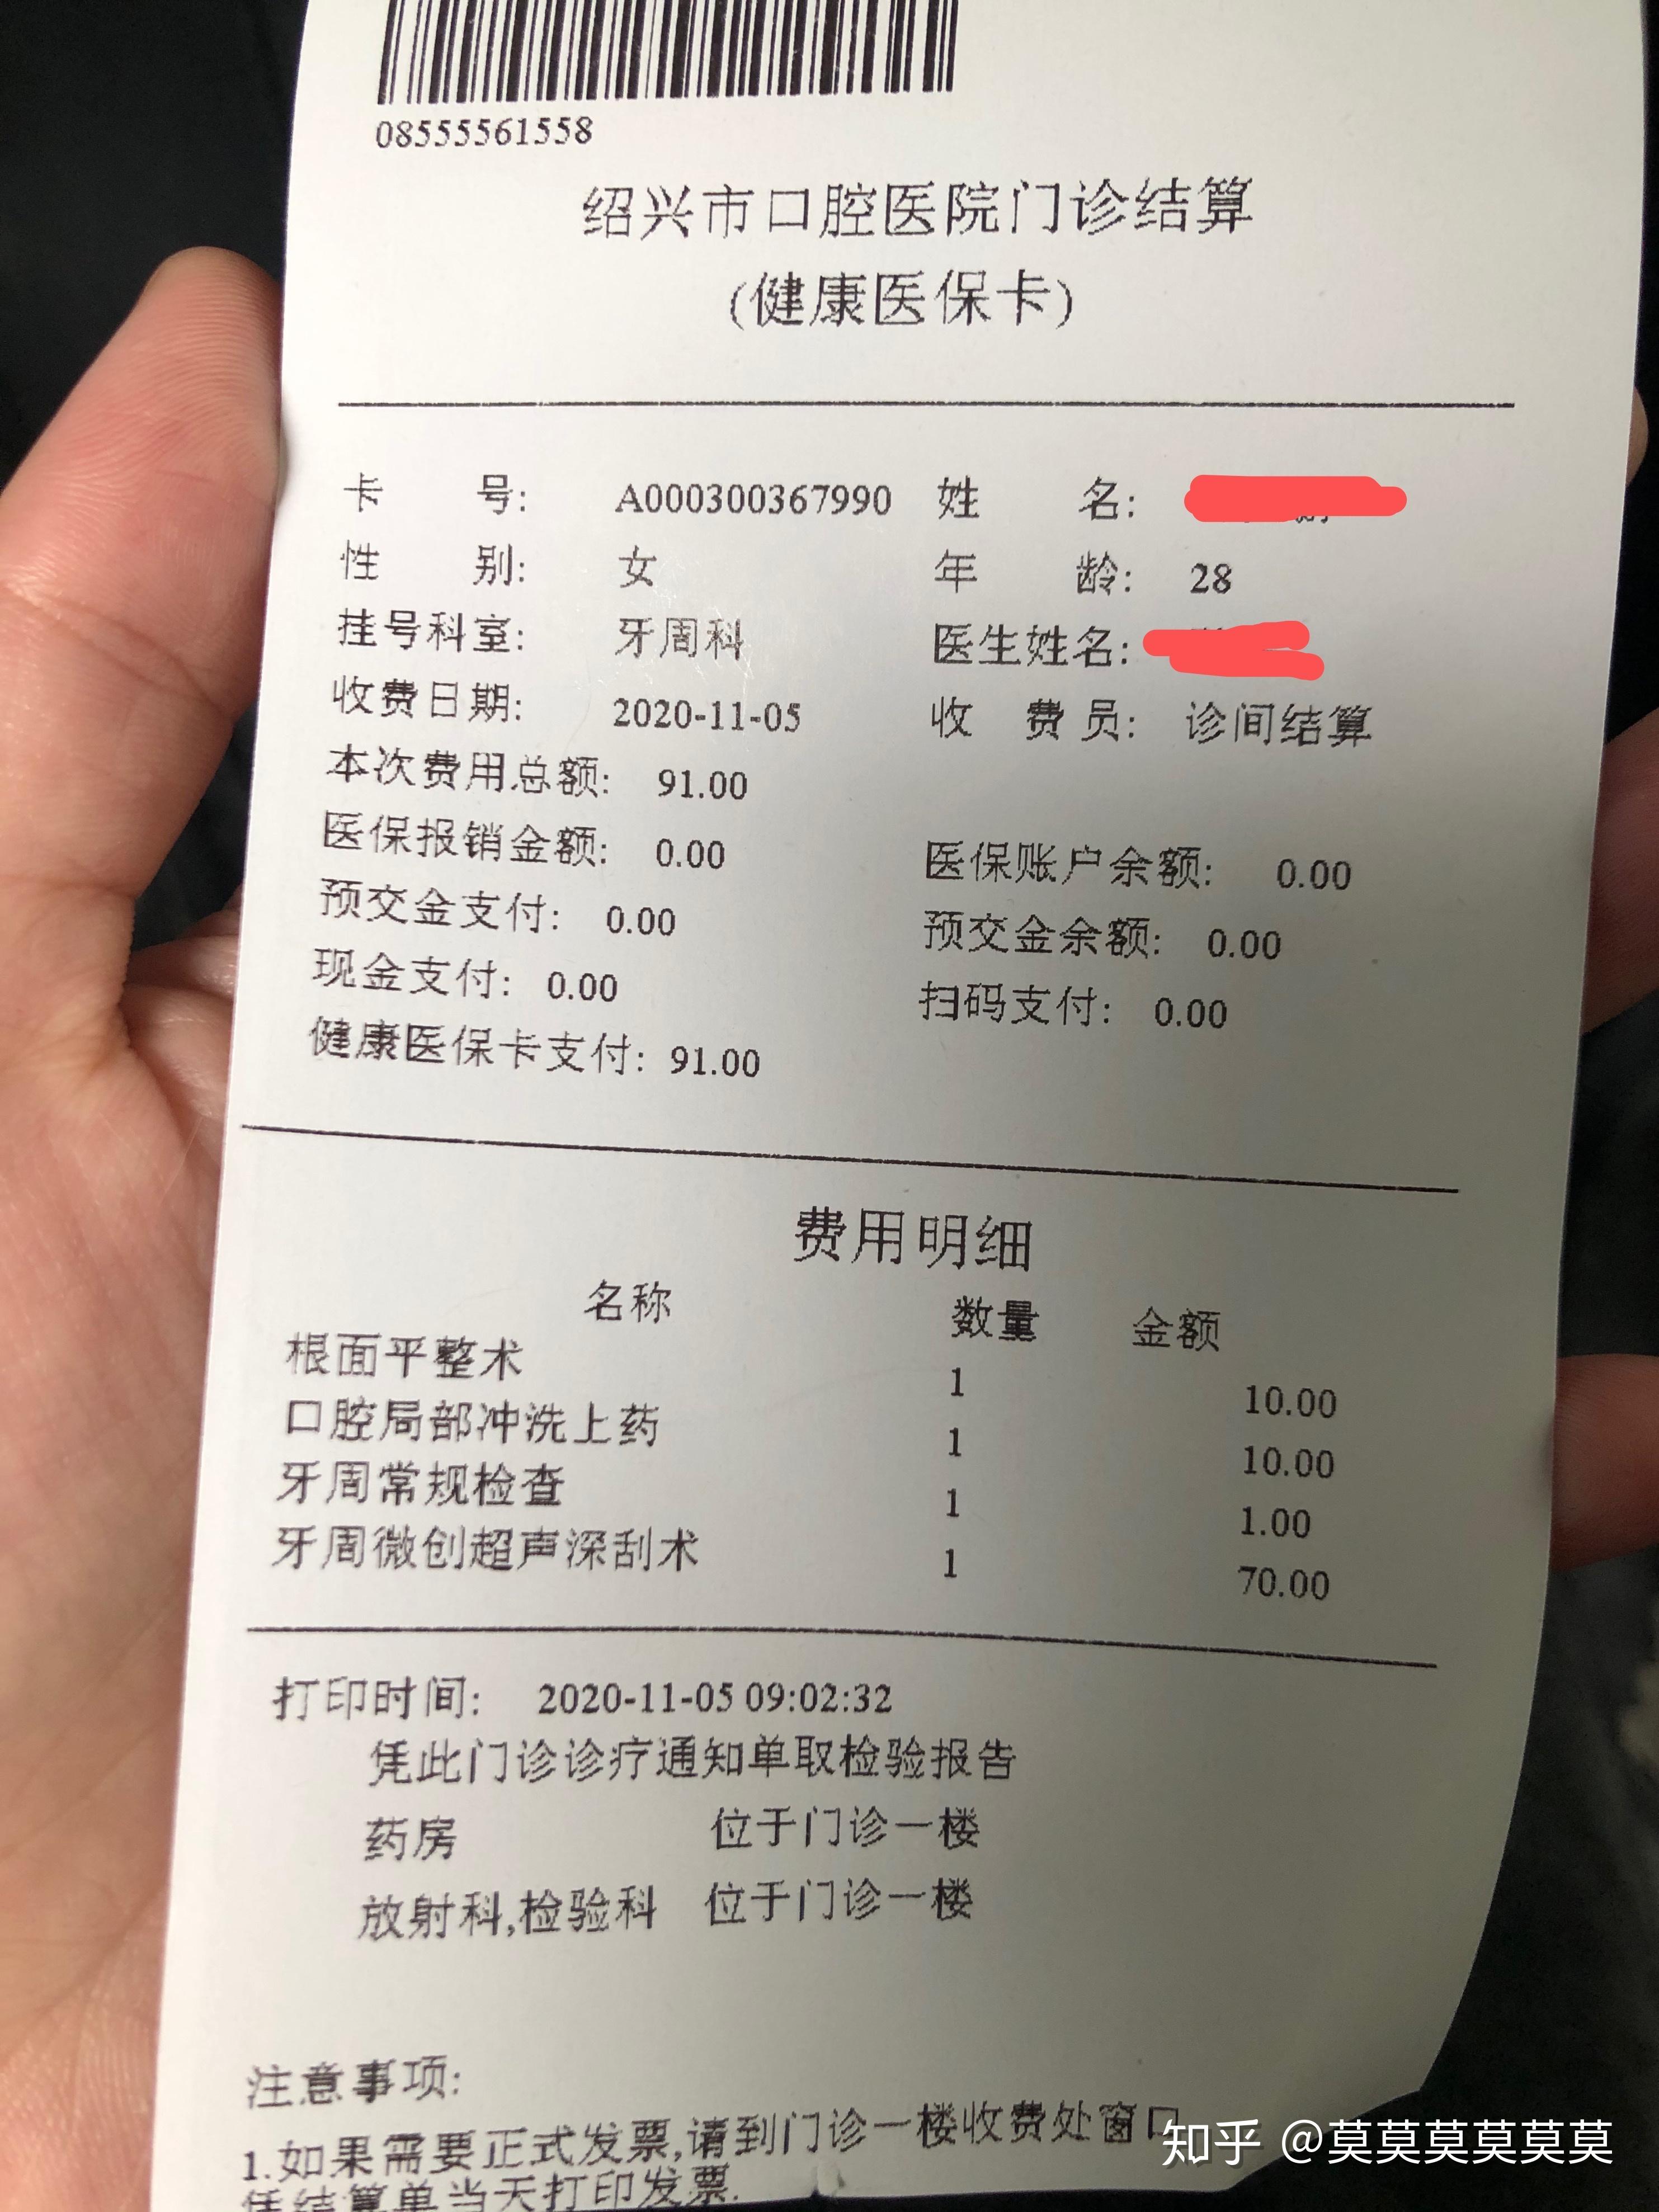 08555561558
绍兴市口腔医院门诊结算
(健康医保卡)
卡 号: A000300367990 姓 名:
性 别: 女 年 龄: 28
挂号科室: 牙周科 医生姓名:
收费日期: 2020-11-05 收 费 员: 诊间结算
本次费用总额: 91.00
医保报销金额: 0.00 医保账户余额: 0.00
预交金支付: 0.00 预交金余额: 0.00
现金支付: 0.00 扫码支付: 0.00
健康医保卡支付: 91.00
费用明细
名称 数量 金额
根面平整术 1 10.00
口腔局部冲洗上药 1 10.00
牙周常规检查 1 1.00
牙周微创超声深刮术 1 70.00
打印时间: 2020-11-05 09:02:32
凭此门诊诊疗通知单取检验报告
药房 位于门诊一楼
放射科,检验科 位于门诊一楼
注意事项:
1.如果需要正式发票,请到门诊一楼收费处窗口
凭结算单当天打印发票.
知乎 @莫莫莫莫莫莫